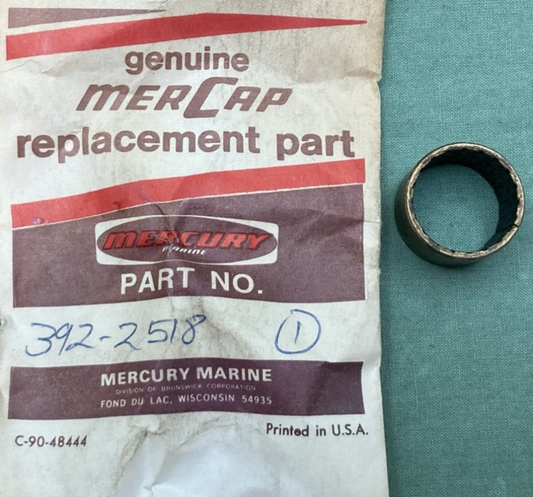 genuine
MERCAP
replacement part
MERCURY
MARINE
PART NO.
392-2518 1
MERCURY MARINE
DIVISION OF BRUNSWICK CORPORATION
FOND DU LAC, WISCONSIN 54935
C-90-48444 Printed in U.S.A.